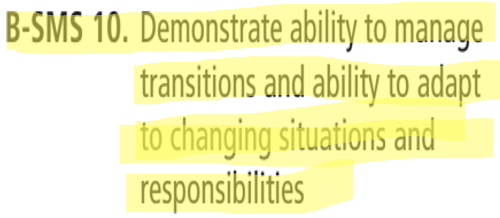 B-SMS 10. Demonstrate ability to manage
transitions and ability to adapt
to changing situations and
responsibilities